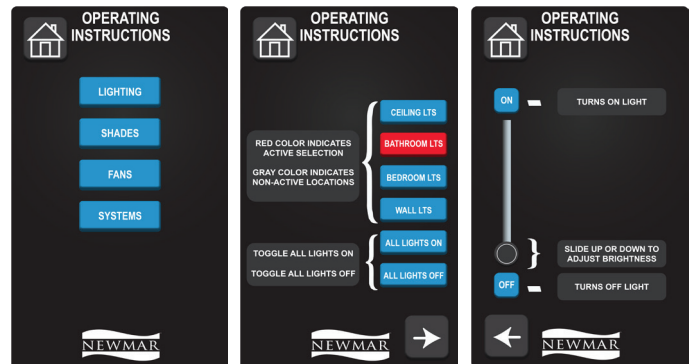 OPERATING
INSTRUCTIONS
LIGHTING
SHADES
FANS
SYSTEMS
NEWMAR
OPERATING
INSTRUCTIONS
RED COLOR INDICATES
ACTIVE SELECTION
GRAY COLOR INDICATES
NON-ACTIVE LOCATIONS
CEILING LTS
BATHROOM LTS
BEDROOM LTS
WALL LTS
TOGGLE ALL LIGHTS ON
TOGGLE ALL LIGHTS OFF
ALL LIGHTS ON
ALL LIGHTS OFF
NEWMAR
OPERATING
INSTRUCTIONS
ON
TURNS ON LIGHT
SLIDE UP OR DOWN TO
ADJUST BRIGHTNESS
OFF
TURNS OFF LIGHT
NEWMAR